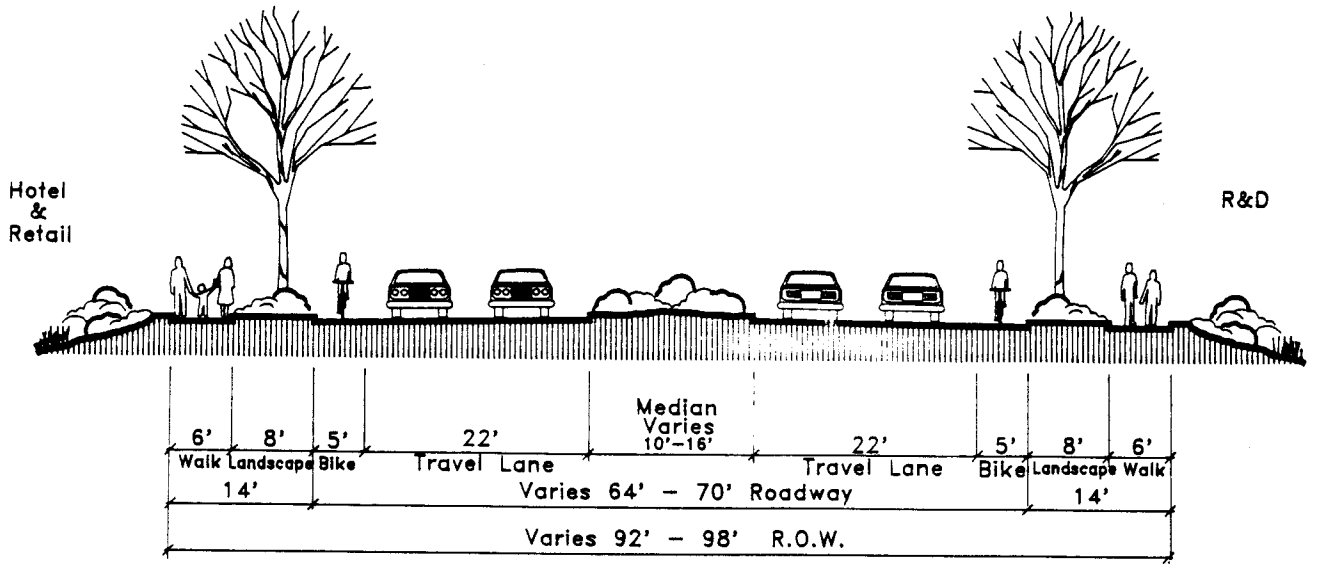 Hotel
&
Retail
R&D
Median
Varies
10'-16'
6' 8' 5' 22' 22' 5' 8' 6'
Walk Landscape Bike Travel Lane Travel Lane Bike Landscape Walk
14' Varies 64' - 70' Roadway 14'
Varies 92' - 98' R.O.W.